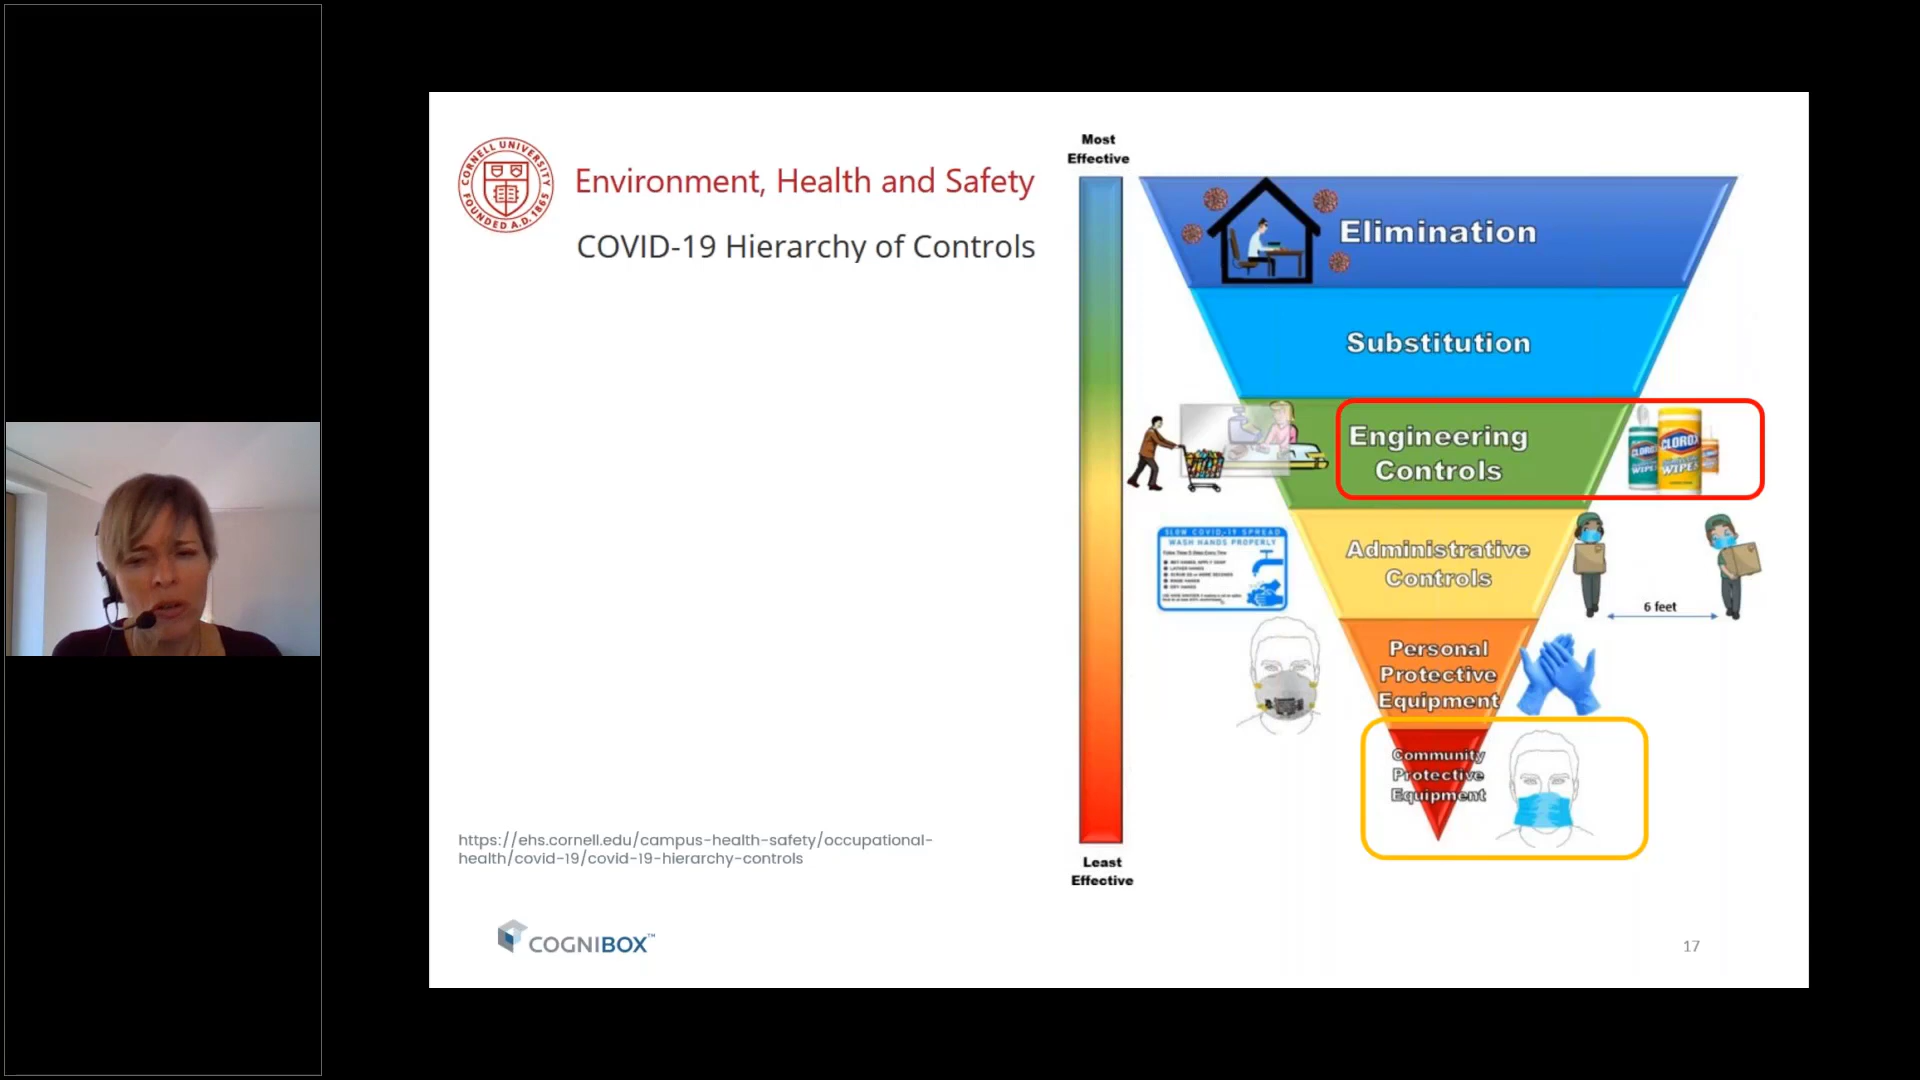 CORNELL UNIVERSITY
FOUNDED A.D. 1865
Environment, Health and Safety
COVID-19 Hierarchy of Controls
Most
Effective
Elimination
Substitution
Engineering
Controls
CLOROX
WIPES
SLOW COVID-19 SPREAD
WASH HANDS PROPERLY
Administrative
Controls
6 feet
Personal
Protective
Equipment
Community
Protective
Equipment
Least
Effective
https://ehs.cornell.edu/campus-health-safety/occupational-
health/covid-19/covid-19-hierarchy-controls
COGNIBOX™
17